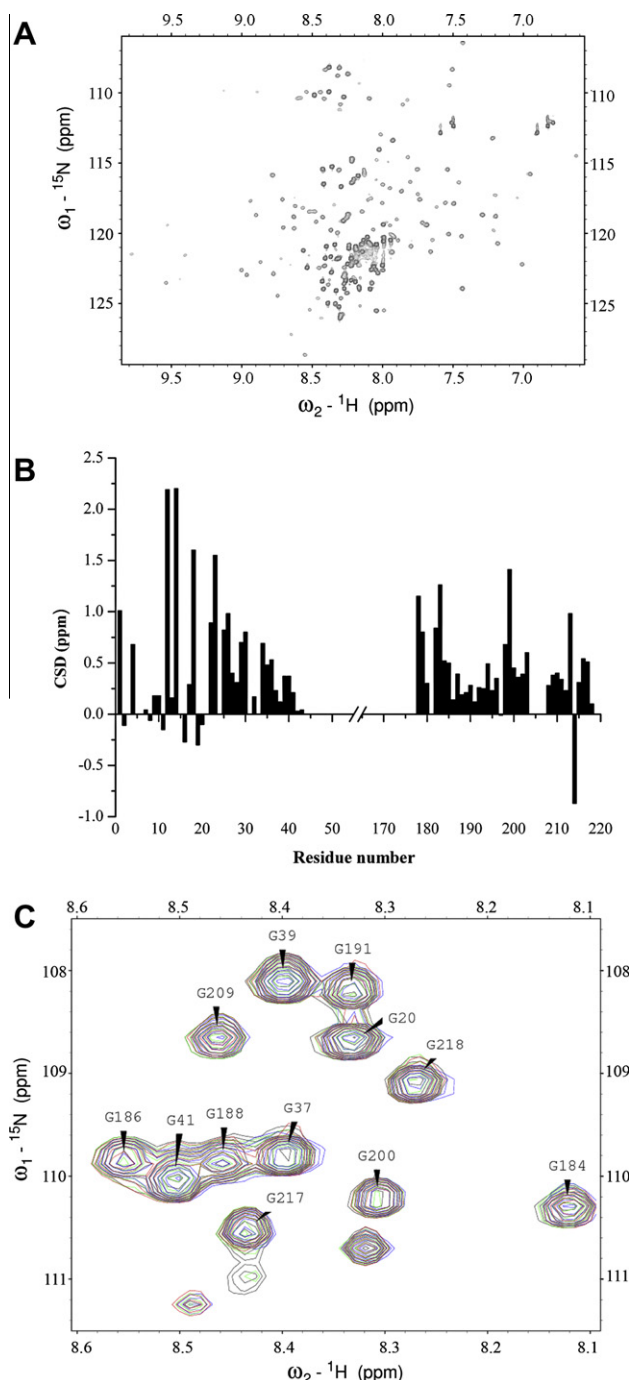 A
9.5 9.0 8.5 8.0 7.5 7.0
110 110
115 115
120 120
125 125
ω1 - 15N (ppm)
9.5 9.0 8.5 8.0 7.5 7.0
ω2 - 1H (ppm)
B
2.5
2.0
1.5
1.0
0.5
0.0
-0.5
-1.0
CSD (ppm)
0 10 20 30 40 50 170 180 190 200 210 220
Residue number
C
8.6 8.5 8.4 8.3 8.2 8.1
G39 G191
108 108
G209 G20
G218
109 109
G186 G41 G188 G37
G200 G184
110 110
G217
111 111
ω1 - 15N (ppm)
8.6 8.5 8.4 8.3 8.2 8.1
ω2 - 1H (ppm)